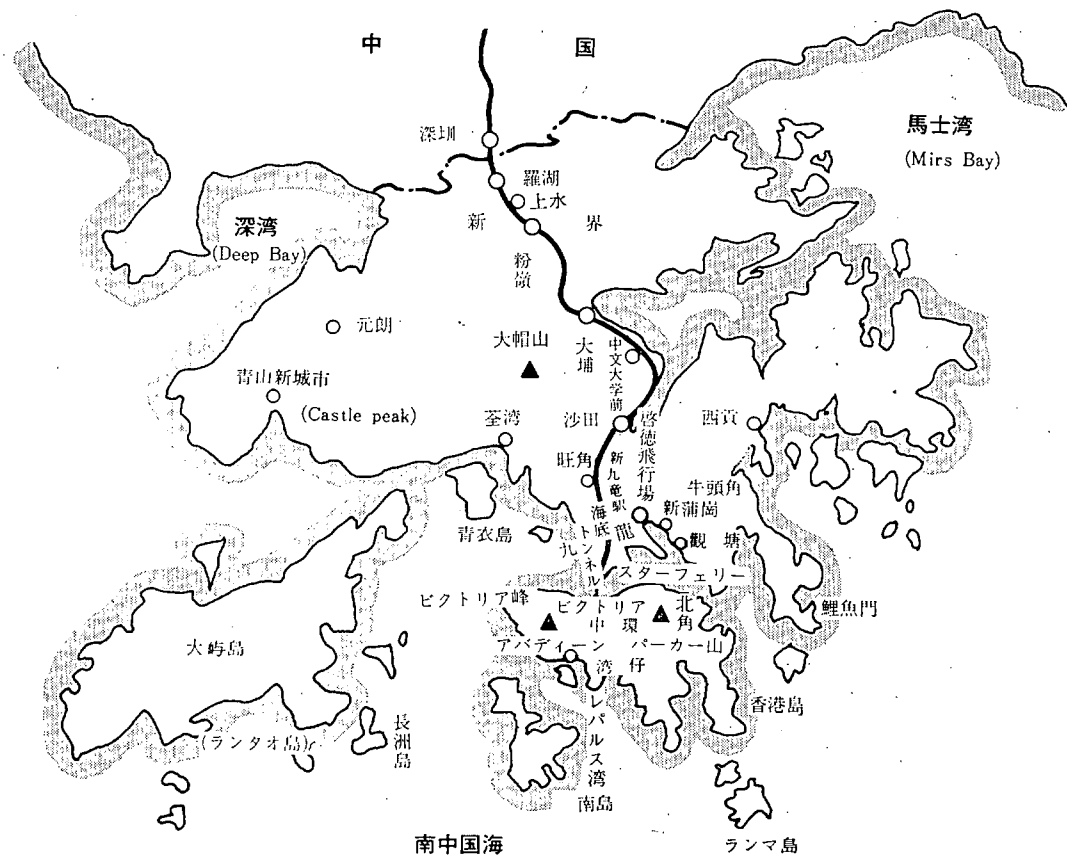 中国
深圳
馬士湾
(Mirs Bay)
羅湖
上水
深湾
(Deep Bay)
新界
粉嶺
元朗
大帽山
大埔
中文大学前
青山新城市
(Castle peak)
荃湾
沙田
啓徳飛行場
西貢
旺角
新九竜駅
牛頭角
青衣島
海底トンネル
九龍
新蒲崗
観塘
スターフェリー
ビクトリア峰
ビクトリア
中環
北角
鯉魚門
大嶼島
アバディーン
パーカー山
湾仔
香港島
(ランタオ島)
長洲島
レパルス湾
南島
南中国海
ランマ島